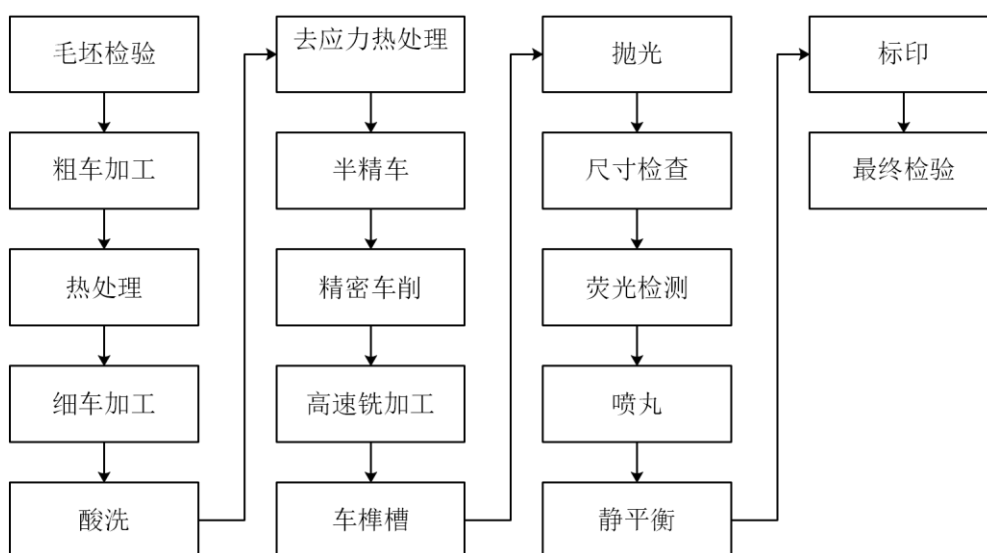 毛坯检验
粗车加工
热处理
细车加工
酸洗
去应力热处理
半精车
精密车削
高速铣加工
车榫槽
抛光
尺寸检查
荧光检测
喷丸
静平衡
标印
最终检验